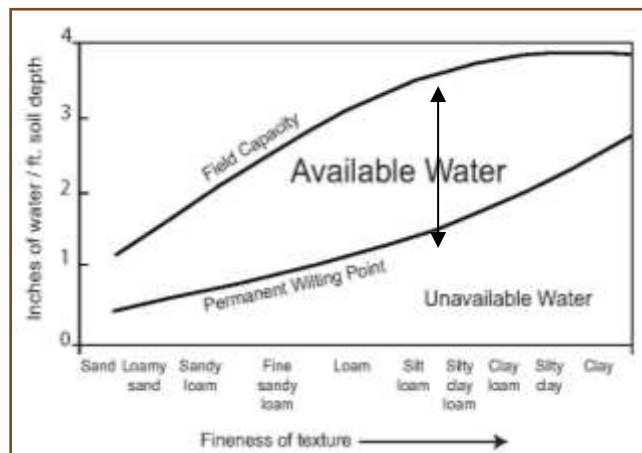 4
3
2
1
0
Inches of water / ft. soil depth
Field Capacity
Available Water
Permanent Wilting Point
Unavailable Water
Sand Loamy Sandy Fine Loam Silt Silty Clay Silty Clay
sand loam sandy loam clay loam clay
loam loam
Fineness of texture